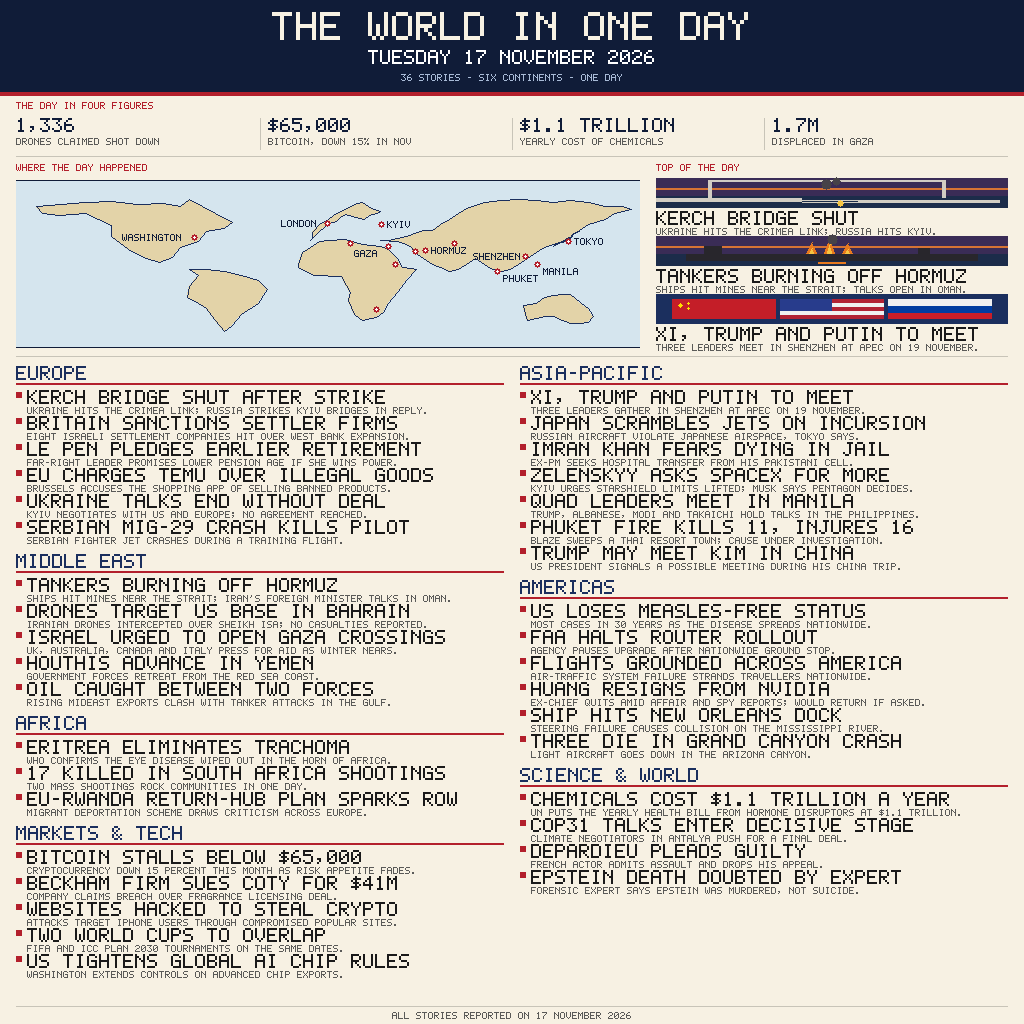 THE WORLD IN ONE DAY
TUESDAY 17 NOVEMBER 2026
36 STORIES - SIX CONTINENTS - ONE DAY
THE DAY IN FOUR FIGURES
1,336
DRONES CLAIMED SHOT DOWN
$65,000
BITCOIN, DOWN 15% IN NOV
$1.1 TRILLION
YEARLY COST OF CHEMICALS
1.7M
DISPLACED IN GAZA
WHERE THE DAY HAPPENED
WASHINGTON
LONDON
KYIV
GAZA
HORMUZ
SHENZHEN
TOKYO
PHUKET
MANILA
TOP OF THE DAY
KERCH BRIDGE SHUT
UKRAINE HITS THE CRIMEA LINK; RUSSIA HITS KYIV.
TANKERS BURNING OFF HORMUZ
SHIPS HIT MINES NEAR THE STRAIT; TALKS OPEN IN OMAN.
XI, TRUMP AND PUTIN TO MEET
THREE LEADERS MEET IN SHENZHEN AT APEC ON 19 NOVEMBER.
EUROPE
KERCH BRIDGE SHUT AFTER STRIKE
UKRAINE HITS THE CRIMEA LINK; RUSSIA STRIKES KYIV BRIDGES IN REPLY.
BRITAIN SANCTIONS SETTLER FIRMS
EIGHT ISRAELI SETTLEMENT COMPANIES HIT OVER WEST BANK EXPANSION.
LE PEN PLEDGES EARLIER RETIREMENT
FAR-RIGHT LEADER PROMISES LOWER PENSION AGE IF SHE WINS POWER.
EU CHARGES TEMU OVER ILLEGAL GOODS
BRUSSELS ACCUSES THE SHOPPING APP OF SELLING BANNED PRODUCTS.
UKRAINE TALKS END WITHOUT DEAL
KYIV NEGOTIATES WITH US AND EUROPE; NO AGREEMENT REACHED.
SERBIAN MIG-29 CRASH KILLS PILOT
SERBIAN FIGHTER JET CRASHES DURING A TRAINING FLIGHT.
MIDDLE EAST
TANKERS BURNING OFF HORMUZ
SHIPS HIT MINES NEAR THE STRAIT; IRAN'S FOREIGN MINISTER TALKS IN OMAN.
DRONES TARGET US BASE IN BAHRAIN
IRANIAN DRONES INTERCEPTED OVER SHEIKH ISA; NO CASUALTIES REPORTED.
ISRAEL URGED TO OPEN GAZA CROSSINGS
UK, AUSTRALIA, CANADA AND ITALY PRESS FOR AID AS WINTER NEARS.
HOUTHIS ADVANCE IN YEMEN
GOVERNMENT FORCES RETREAT FROM THE RED SEA COAST.
OIL CAUGHT BETWEEN TWO FORCES
RISING MIDEAST EXPORTS CLASH WITH TANKER ATTACKS IN THE GULF.
AFRICA
ERITREA ELIMINATES TRACHOMA
WHO CONFIRMS THE EYE DISEASE WIPED OUT IN THE HORN OF AFRICA.
17 KILLED IN SOUTH AFRICA SHOOTINGS
TWO MASS SHOOTINGS ROCK COMMUNITIES IN ONE DAY.
EU-RWANDA RETURN-HUB PLAN SPARKS ROW
MIGRANT DEPORTATION SCHEME DRAWS CRITICISM ACROSS EUROPE.
MARKETS & TECH
BITCOIN STALLS BELOW $65,000
CRYPTOCURRENCY DOWN 15 PERCENT THIS MONTH AS RISK APPETITE FADES.
BECKHAM FIRM SUES COTY FOR $41M
COMPANY CLAIMS BREACH OVER FRAGRANCE LICENSING DEAL.
WEBSITES HACKED TO STEAL CRYPTO
ATTACKS TARGET IPHONE USERS THROUGH COMPROMISED POPULAR SITES.
TWO WORLD CUPS TO OVERLAP
FIFA AND ICC PLAN 2030 TOURNAMENTS ON THE SAME DATES.
US TIGHTENS GLOBAL AI CHIP RULES
WASHINGTON EXTENDS CONTROLS ON ADVANCED CHIP EXPORTS.
ASIA-PACIFIC
XI, TRUMP AND PUTIN TO MEET
THREE LEADERS GATHER IN SHENZHEN AT APEC ON 19 NOVEMBER.
JAPAN SCRAMBLES JETS ON INCURSION
RUSSIAN AIRCRAFT VIOLATE JAPANESE AIRSPACE, TOKYO SAYS.
IMRAN KHAN FEARS DYING IN JAIL
EX-PM SEEKS HOSPITAL TRANSFER FROM HIS PAKISTANI CELL.
ZELENSKYY ASKS SPACEX FOR MORE
KYIV URGES STARSHIELD LIMITS LIFTED; MUSK SAYS PENTAGON DECIDES.
QUAD LEADERS MEET IN MANILA
TRUMP, ALBANESE, MODI AND TAKAICHI HOLD TALKS IN THE PHILIPPINES.
PHUKET FIRE KILLS 11, INJURES 16
BLAZE SWEEPS A THAI RESORT TOWN; CAUSE UNDER INVESTIGATION.
TRUMP MAY MEET KIM IN CHINA
US PRESIDENT SIGNALS A POSSIBLE MEETING DURING HIS CHINA TRIP.
AMERICAS
US LOSES MEASLES-FREE STATUS
MOST CASES IN 30 YEARS AS THE DISEASE SPREADS NATIONWIDE.
FAA HALTS ROUTER ROLLOUT
AGENCY PAUSES UPGRADE AFTER NATIONWIDE GROUND STOP.
FLIGHTS GROUNDED ACROSS AMERICA
AIR-TRAFFIC SYSTEM FAILURE STRANDS TRAVELLERS NATIONWIDE.
HUANG RESIGNS FROM NVIDIA
EX-CHIEF QUITS AMID AFFAIR AND SPY REPORTS; WOULD RETURN IF ASKED.
SHIP HITS NEW ORLEANS DOCK
STEERING FAILURE CAUSES COLLISION ON THE MISSISSIPPI RIVER.
THREE DIE IN GRAND CANYON CRASH
LIGHT AIRCRAFT GOES DOWN IN THE ARIZONA CANYON.
SCIENCE & WORLD
CHEMICALS COST $1.1 TRILLION A YEAR
UN PUTS THE YEARLY HEALTH BILL FROM HORMONE DISRUPTORS AT $1.1 TRILLION.
COP31 TALKS ENTER DECISIVE STAGE
CLIMATE NEGOTIATORS IN ANTALYA PUSH FOR A FINAL DEAL.
DEPARDIEU PLEADS GUILTY
FRENCH ACTOR ADMITS ASSAULT AND DROPS HIS APPEAL.
EPSTEIN DEATH DOUBTED BY EXPERT
FORENSIC EXPERT SAYS EPSTEIN WAS MURDERED, NOT SUICIDE.
ALL STORIES REPORTED ON 17 NOVEMBER 2026